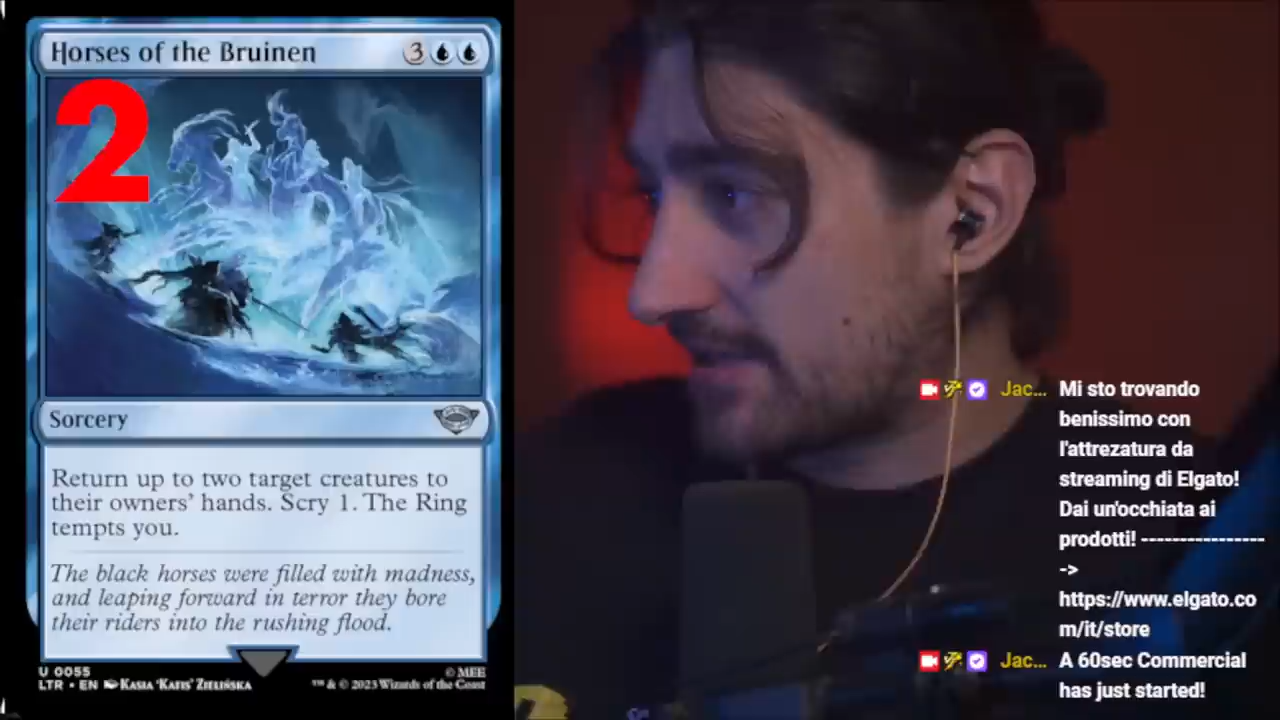 Horses of the Bruinen 3
2
Sorcery
Return up to two target creatures to
their owners' hands. Scry 1. The Ring
tempts you.
The black horses were filled with madness,
and leaping forward in terror they bore
their riders into the rushing flood.
U 0055 © MEE
LTR • EN KASIA 'KAFIS' ZIELIŃSKA ™ & © 2023 Wizards of the Coast
Jac... Mi sto trovando
benissimo con
l'attrezatura da
streaming di Elgato!
Dai un'occhiata ai
prodotti! ----------------
->
https://www.elgato.co
m/it/store
Jac... A 60sec Commercial
has just started!